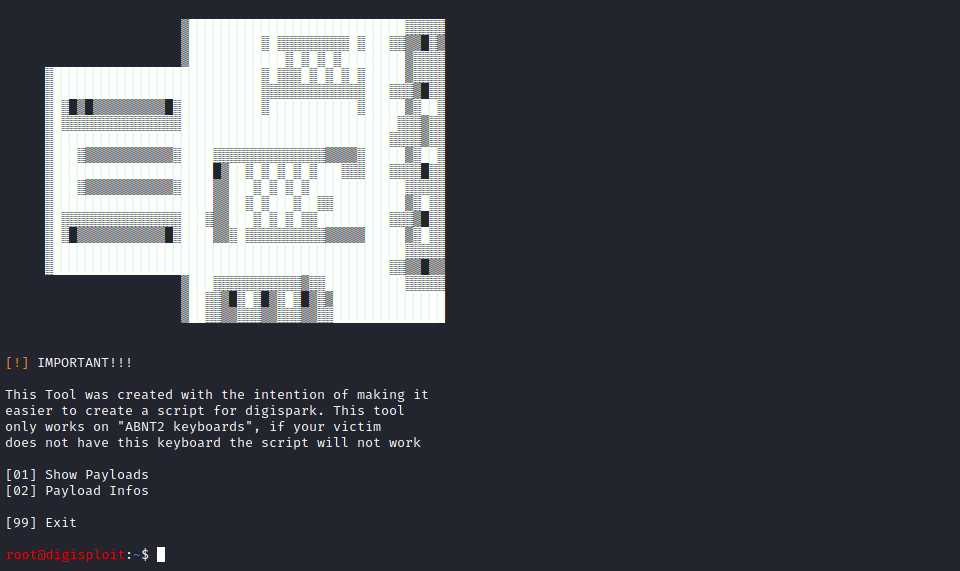 [!] IMPORTANT!!!
This Tool was created with the intention of making it
easier to create a script for digispark. This tool
only works on "ABNT2 keyboards", if your victim
does not have this keyboard the script will not work
[01] Show Payloads
[02] Payload Infos
[99] Exit
root@digisploit:~$